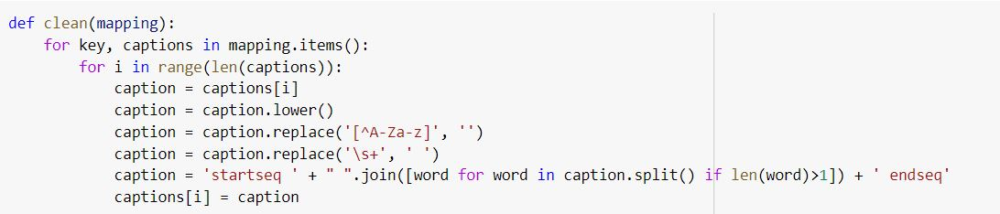 def clean(mapping):
    for key, captions in mapping.items():
        for i in range(len(captions)):
            caption = captions[i]
            caption = caption.lower()
            caption = caption.replace('[^A-Za-z]', '')
            caption = caption.replace('\s+', ' ')
            caption = 'startseq ' + " ".join([word for word in caption.split() if len(word)>1]) + ' endseq'
            captions[i] = caption